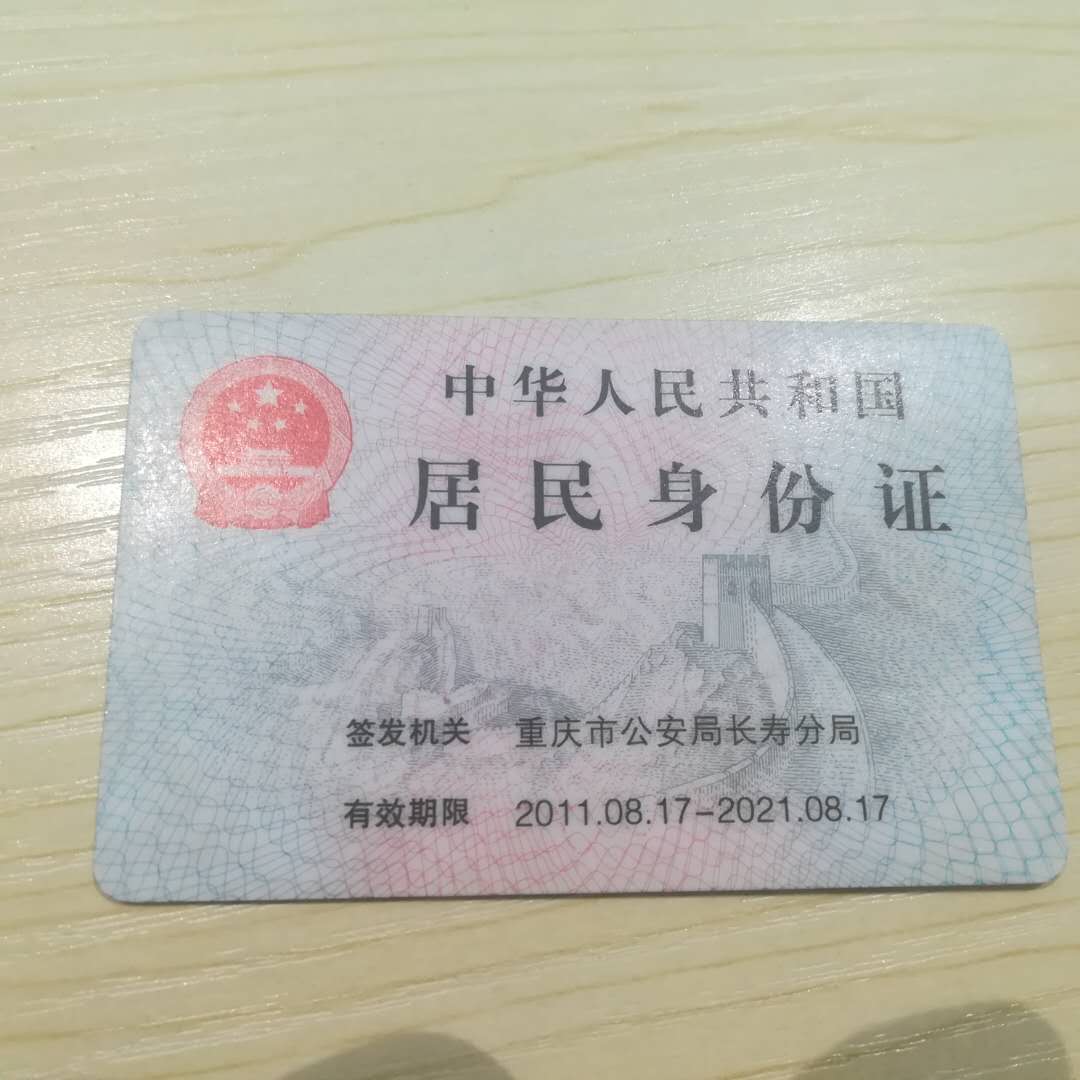 中华人民共和国
居民身份证
签发机关 重庆市公安局长寿分局
有效期限 2011.08.17-2021.08.17